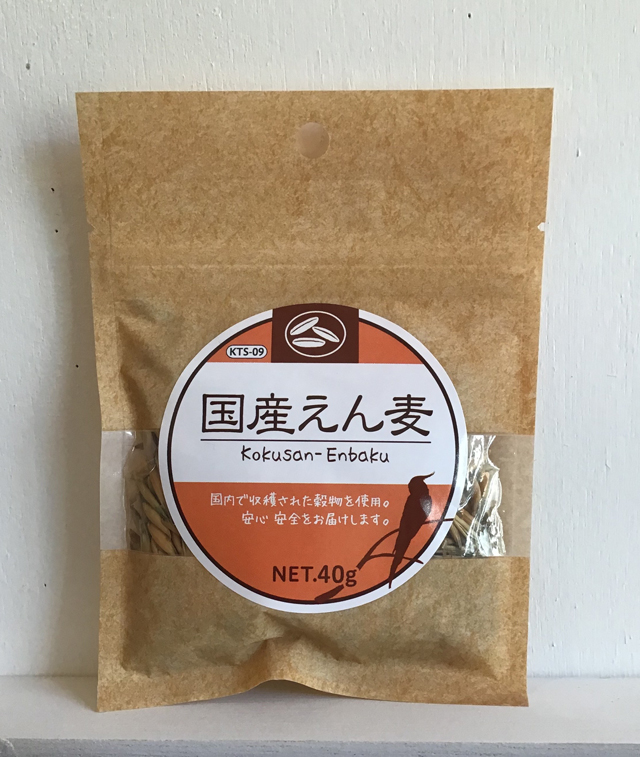 KTS-09
国産えん麦
Kokusan-Enbaku
国内で収穫された穀物を使用。
安心 安全をお届けします。
NET.40g